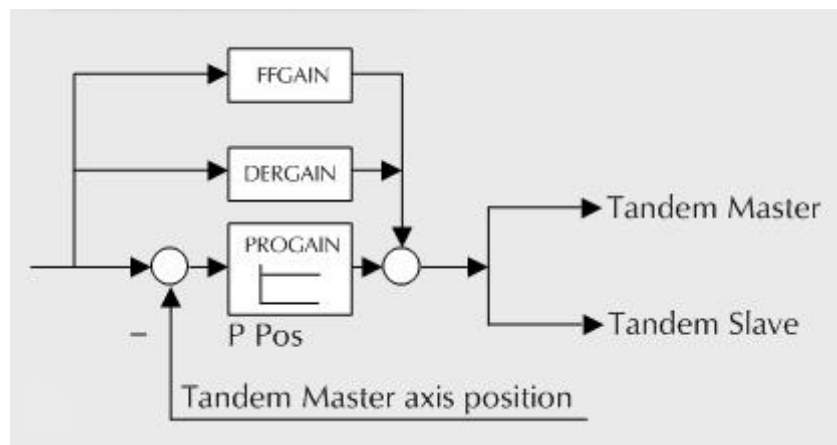 FFGAIN
DERGAIN
PROGAIN
P Pos
Tandem Master
Tandem Slave
–
Tandem Master axis position